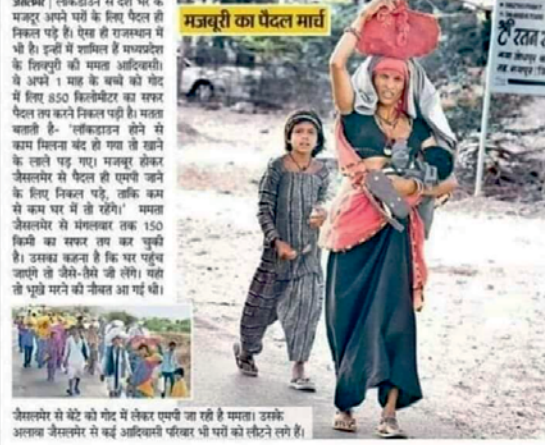 जैसलमेर | लॉकडाउन से देश भर के
मजदूर अपने घरों के लिए पैदल ही
निकल पड़े हैं। ऐसा ही राजस्थान में
भी है। इन्हीं में शामिल हैं मध्यप्रदेश
के शिवपुरी की ममता आदिवासी।
वे अपने 1 माह के बच्चे को गोद
में लिए 850 किलोमीटर का सफर
पैदल तय करने निकल पड़ी है। मतता
बताती है- 'लॉकडाउन होने से
काम मिलना बंद हो गया तो खाने
के लाले पड़ गए। मजबूर होकर
जैसलमेर से पैदल ही एमपी जाने
के लिए निकल पड़े, ताकि कम
से कम घर में तो रहेंगे।' ममता
जैसलमेर से मंगलवार तक 150
किमी का सफर तय कर चुकी
है। उसका कहना है कि घर पहुंच
जाएंगे तो जैसे-तैसे जी लेंगे। यहां
तो भूखे मरने की नौबत आ गई थी।
मजबूरी का पैदल मार्च
जैसलमेर से बेटे को गोद में लेकर एमपी जा रही है ममता। उसके
अलावा जैसलमेर से कई आदिवासी परिवार भी घरों को लौटने लगे हैं।